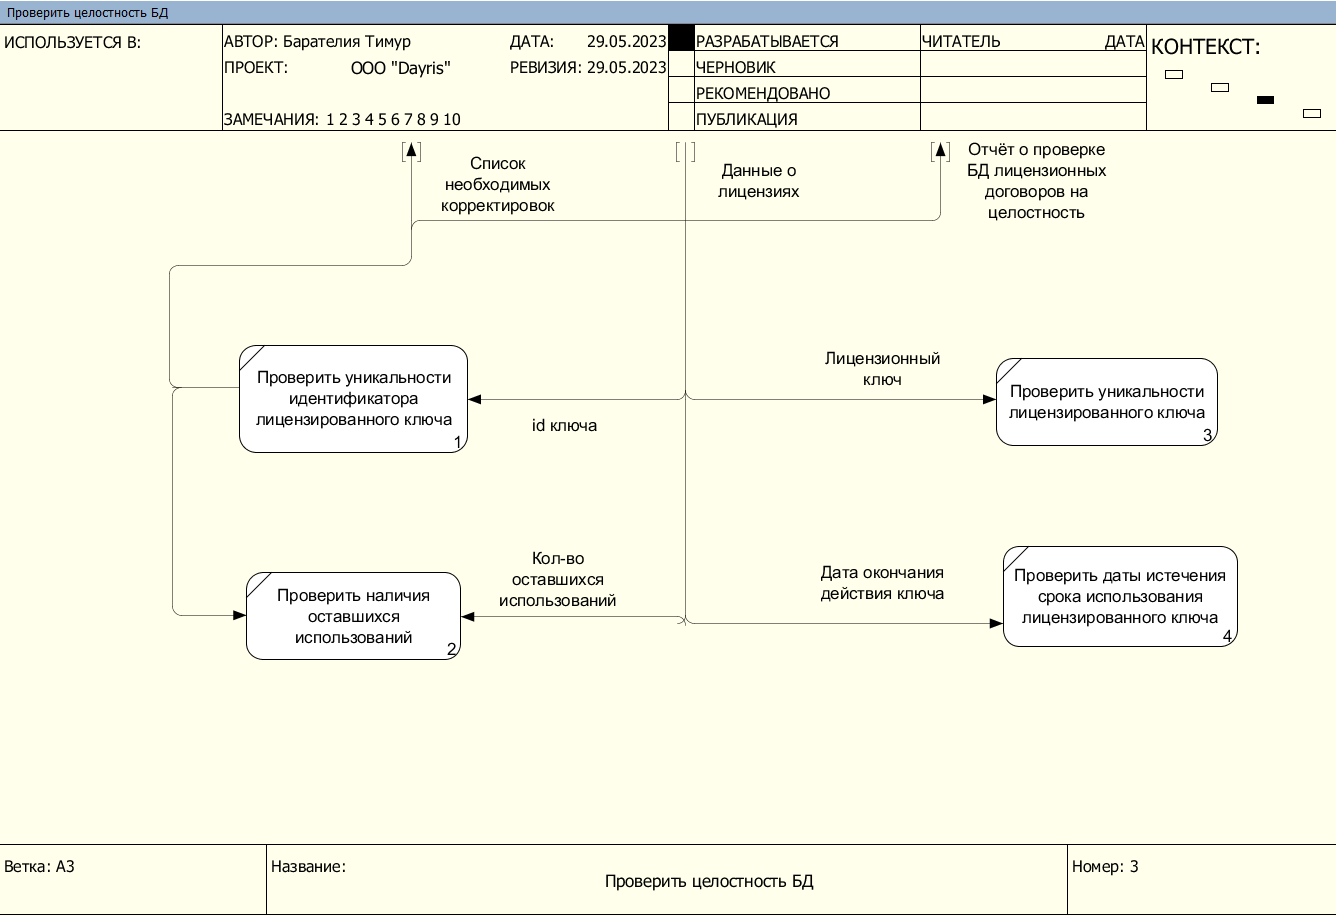 Проверить целостность БД
ИСПОЛЬЗУЕТСЯ В:
АВТОР: Барателия Тимур
ДАТА: 29.05.2023
ПРОЕКТ: ООО "Dayris"
РЕВИЗИЯ: 29.05.2023
ЗАМЕЧАНИЯ: 1 2 3 4 5 6 7 8 9 10
РАЗРАБАТЫВАЕТСЯ
ЧЕРНОВИК
РЕКОМЕНДОВАНО
ПУБЛИКАЦИЯ
ЧИТАТЕЛЬ
ДАТА
КОНТЕКСТ:
Список
необходимых
корректировок
Данные о
лицензиях
Отчёт о проверке
БД лицензионных
договоров на
целостность
Проверить уникальности
идентификатора
лицензированного ключа
1
id ключа
Лицензионный
ключ
Проверить уникальности
лицензированного ключа
3
Проверить наличия
оставшихся
использований
2
Кол-во
оставшихся
использований
Дата окончания
действия ключа
Проверить даты истечения
срока использования
лицензированного ключа
4
Ветка: A3
Название:
Проверить целостность БД
Номер: 3